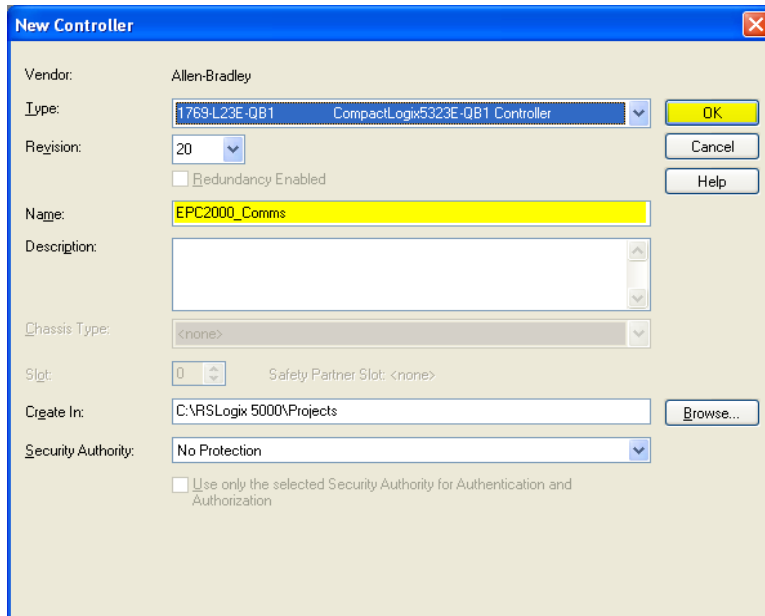 New Controller
Vendor: Allen-Bradley
Type: 1769-L23E-QB1 CompactLogix5323E-QB1 Controller OK
Revision: 20 Cancel
Redundancy Enabled Help
Name: EPC2000_Comms
Description:
Chassis Type: <none>
Slot: 0 Safety Partner Slot: <none>
Create In: C:\RSLogix 5000\Projects Browse...
Security Authority: No Protection
Use only the selected Security Authority for Authentication and
Authorization